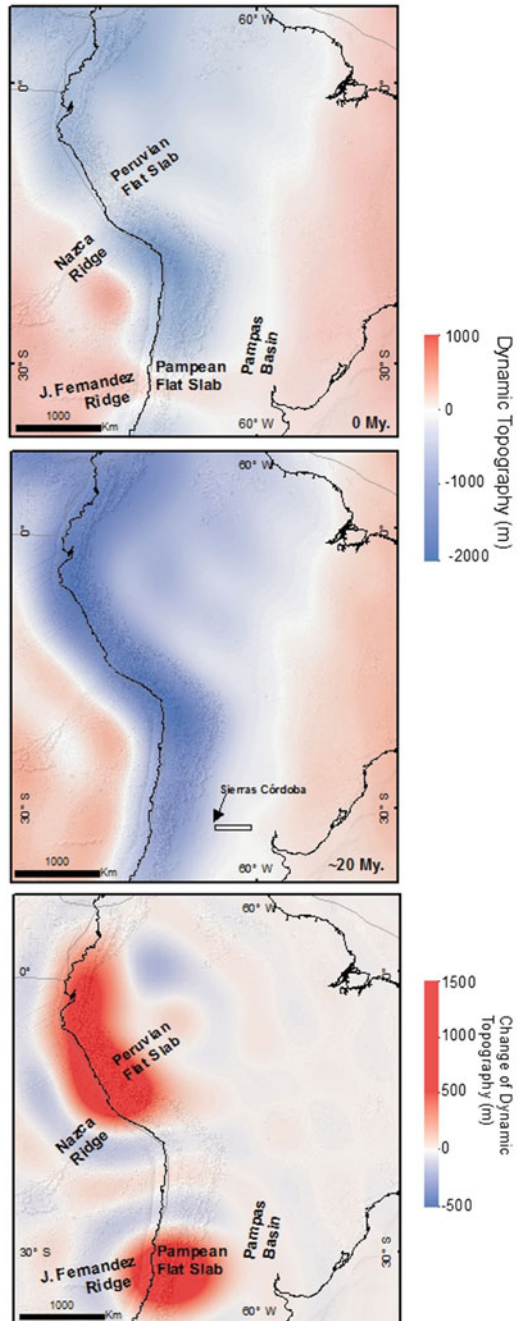 60° W
0°
Peruvian
Flat Slab
Nazca
Ridge
30° S
30° S
J. Fernandez
Ridge
Pampean
Flat Slab
Pampas
Basin
1000
Km
60° W
0 My.
1000
0
-1000
-2000
Dynamic Topography (m)
60° W
0°
Sierras Córdoba
30° S
30° S
1000
Km
60° W
~20 My.
60° W
0°
Peruvian
Flat Slab
Nazca
Ridge
30° S
30° S
J. Fernandez
Ridge
Pampean
Flat Slab
Pampas
Basin
1000
Km
60° W
1500
1000
500
-0
-500
Change of Dynamic
Topography (m)